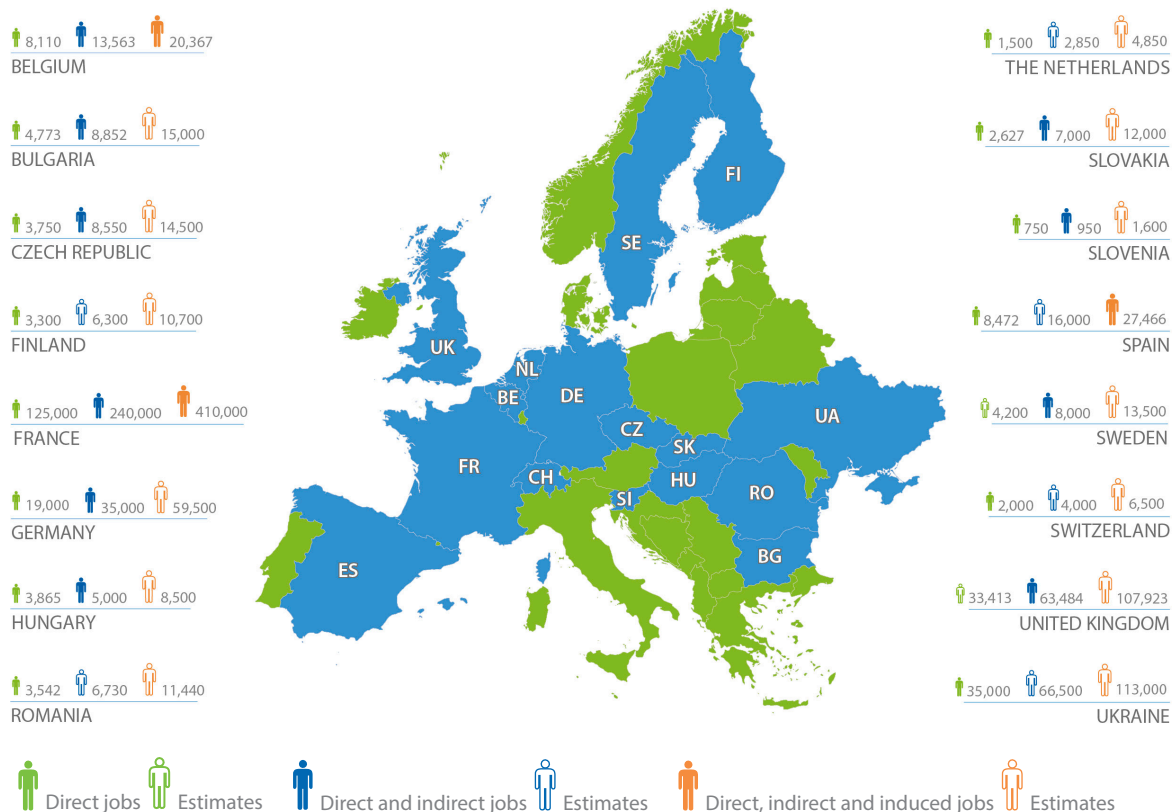 8,110 13,563 20,367
BELGIUM
4,773 8,852 15,000
BULGARIA
3,750 8,550 14,500
CZECH REPUBLIC
3,300 6,300 10,700
FINLAND
125,000 240,000 410,000
FRANCE
19,000 35,000 59,500
GERMANY
3,865 5,000 8,500
HUNGARY
3,542 6,730 11,440
ROMANIA
FI
SE
UK
NL
BE
DE
CZ
UA
SK
FR
CH
HU
SI
RO
BG
ES
1,500 2,850 4,850
THE NETHERLANDS
2,627 7,000 12,000
SLOVAKIA
750 950 1,600
SLOVENIA
8,472 16,000 27,466
SPAIN
4,200 8,000 13,500
SWEDEN
2,000 4,000 6,500
SWITZERLAND
33,413 63,484 107,923
UNITED KINGDOM
35,000 66,500 113,000
UKRAINE
Direct jobs Estimates Direct and indirect jobs Estimates Direct, indirect and induced jobs Estimates